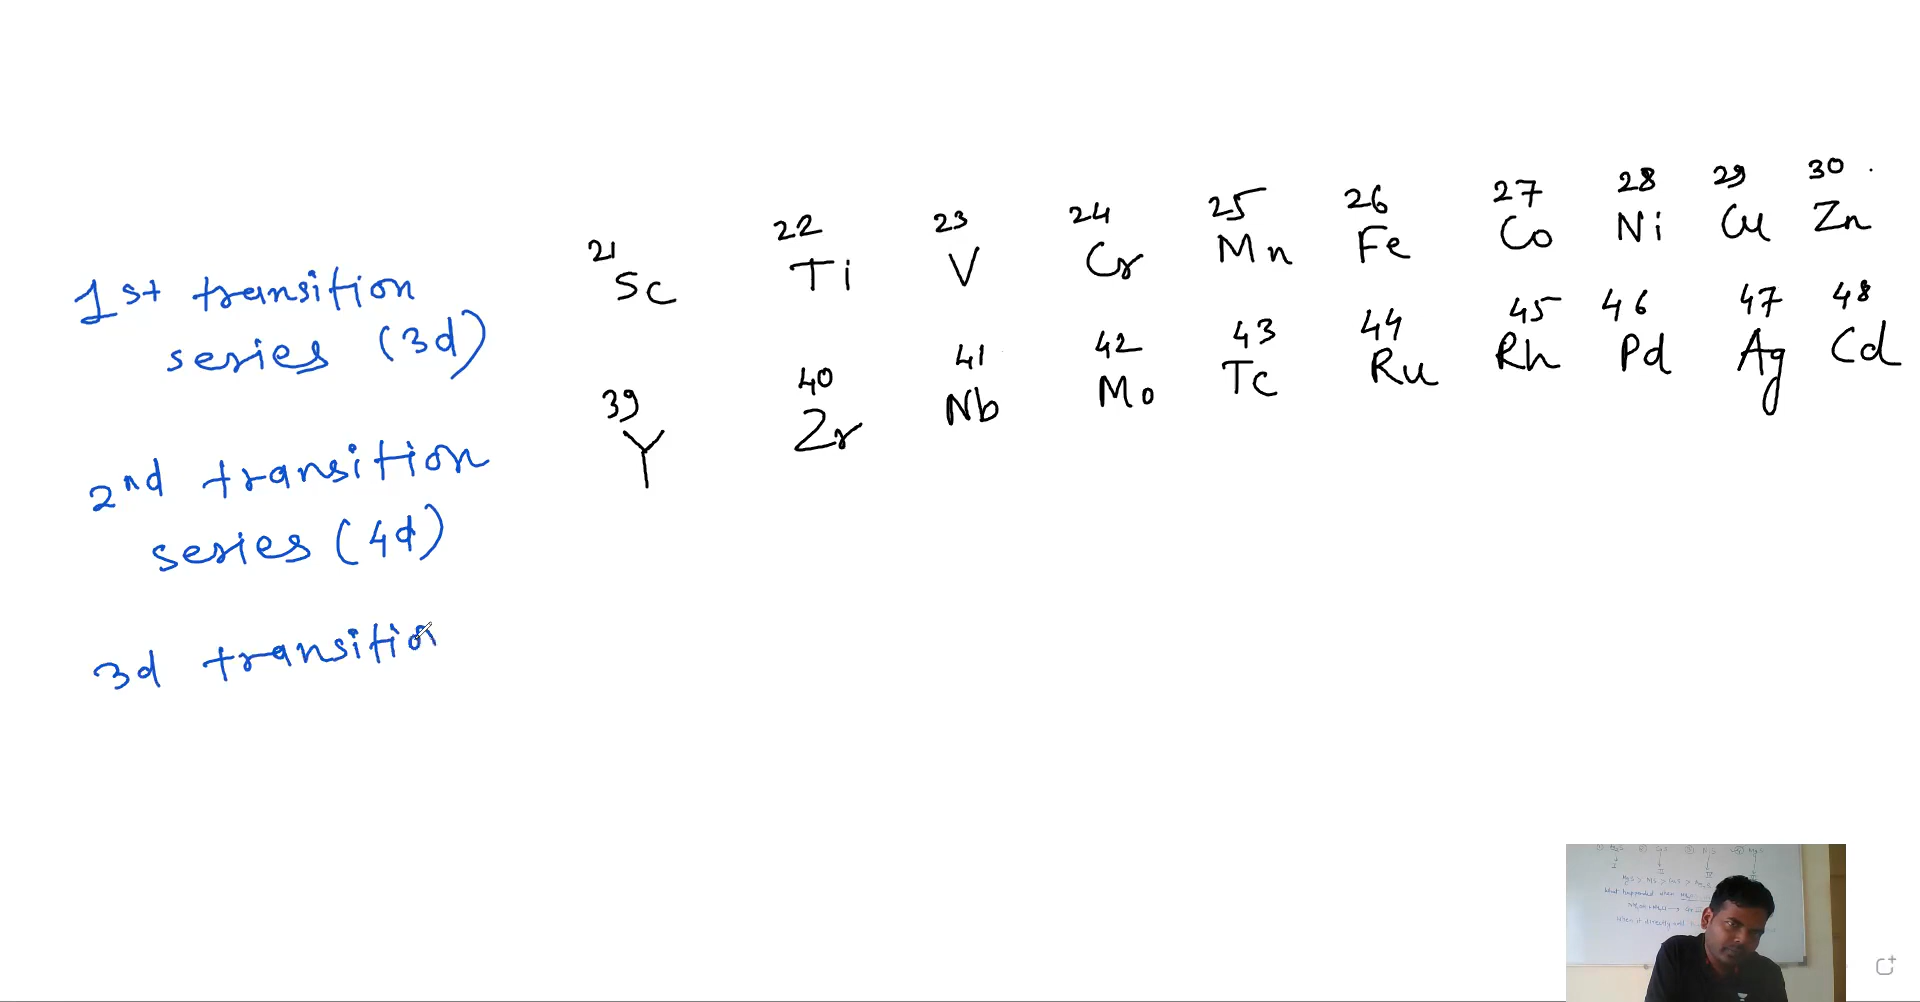 21 22 23 24 25 26 27 28 29 30
Sc Ti V Cr Mn Fe Co Ni Cu Zn
1st transition
series (3d)
39 40 41 42 43 44 45 46 47 48
Y Zr Nb Mo Tc Ru Rh Pd Ag Cd
2nd transition
series (4d)
3d transition